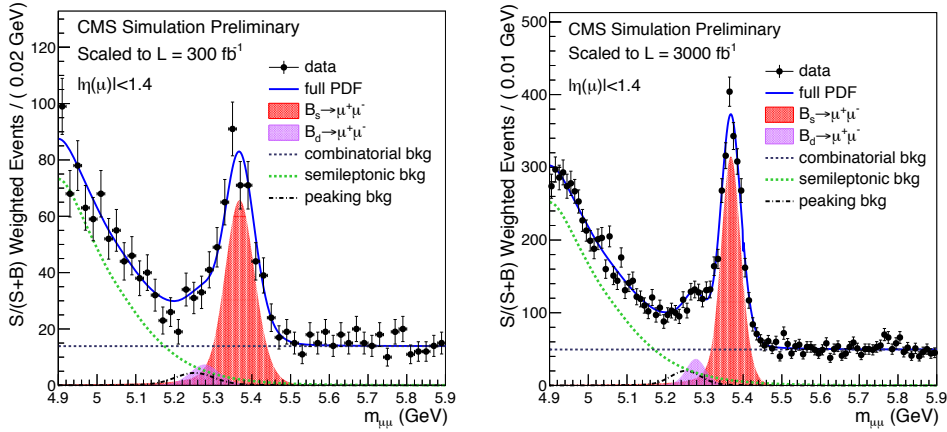 CMS Simulation Preliminary
Scaled to L = 300 fb-1
|η(μ)|<1.4
data
full PDF
Bs→μ+μ-
Bd→μ+μ-
combinatorial bkg
semileptonic bkg
peaking bkg
S/(S+B) Weighted Events / ( 0.02 GeV)
120
100
80
60
40
20
0
4.9 5 5.1 5.2 5.3 5.4 5.5 5.6 5.7 5.8 5.9
mμμ (GeV)
CMS Simulation Preliminary
Scaled to L = 3000 fb-1
|η(μ)|<1.4
data
full PDF
Bs→μ+μ-
Bd→μ+μ-
combinatorial bkg
semileptonic bkg
peaking bkg
S/(S+B) Weighted Events / ( 0.01 GeV)
500
400
300
200
100
0
4.9 5 5.1 5.2 5.3 5.4 5.5 5.6 5.7 5.8 5.9
mμμ (GeV)